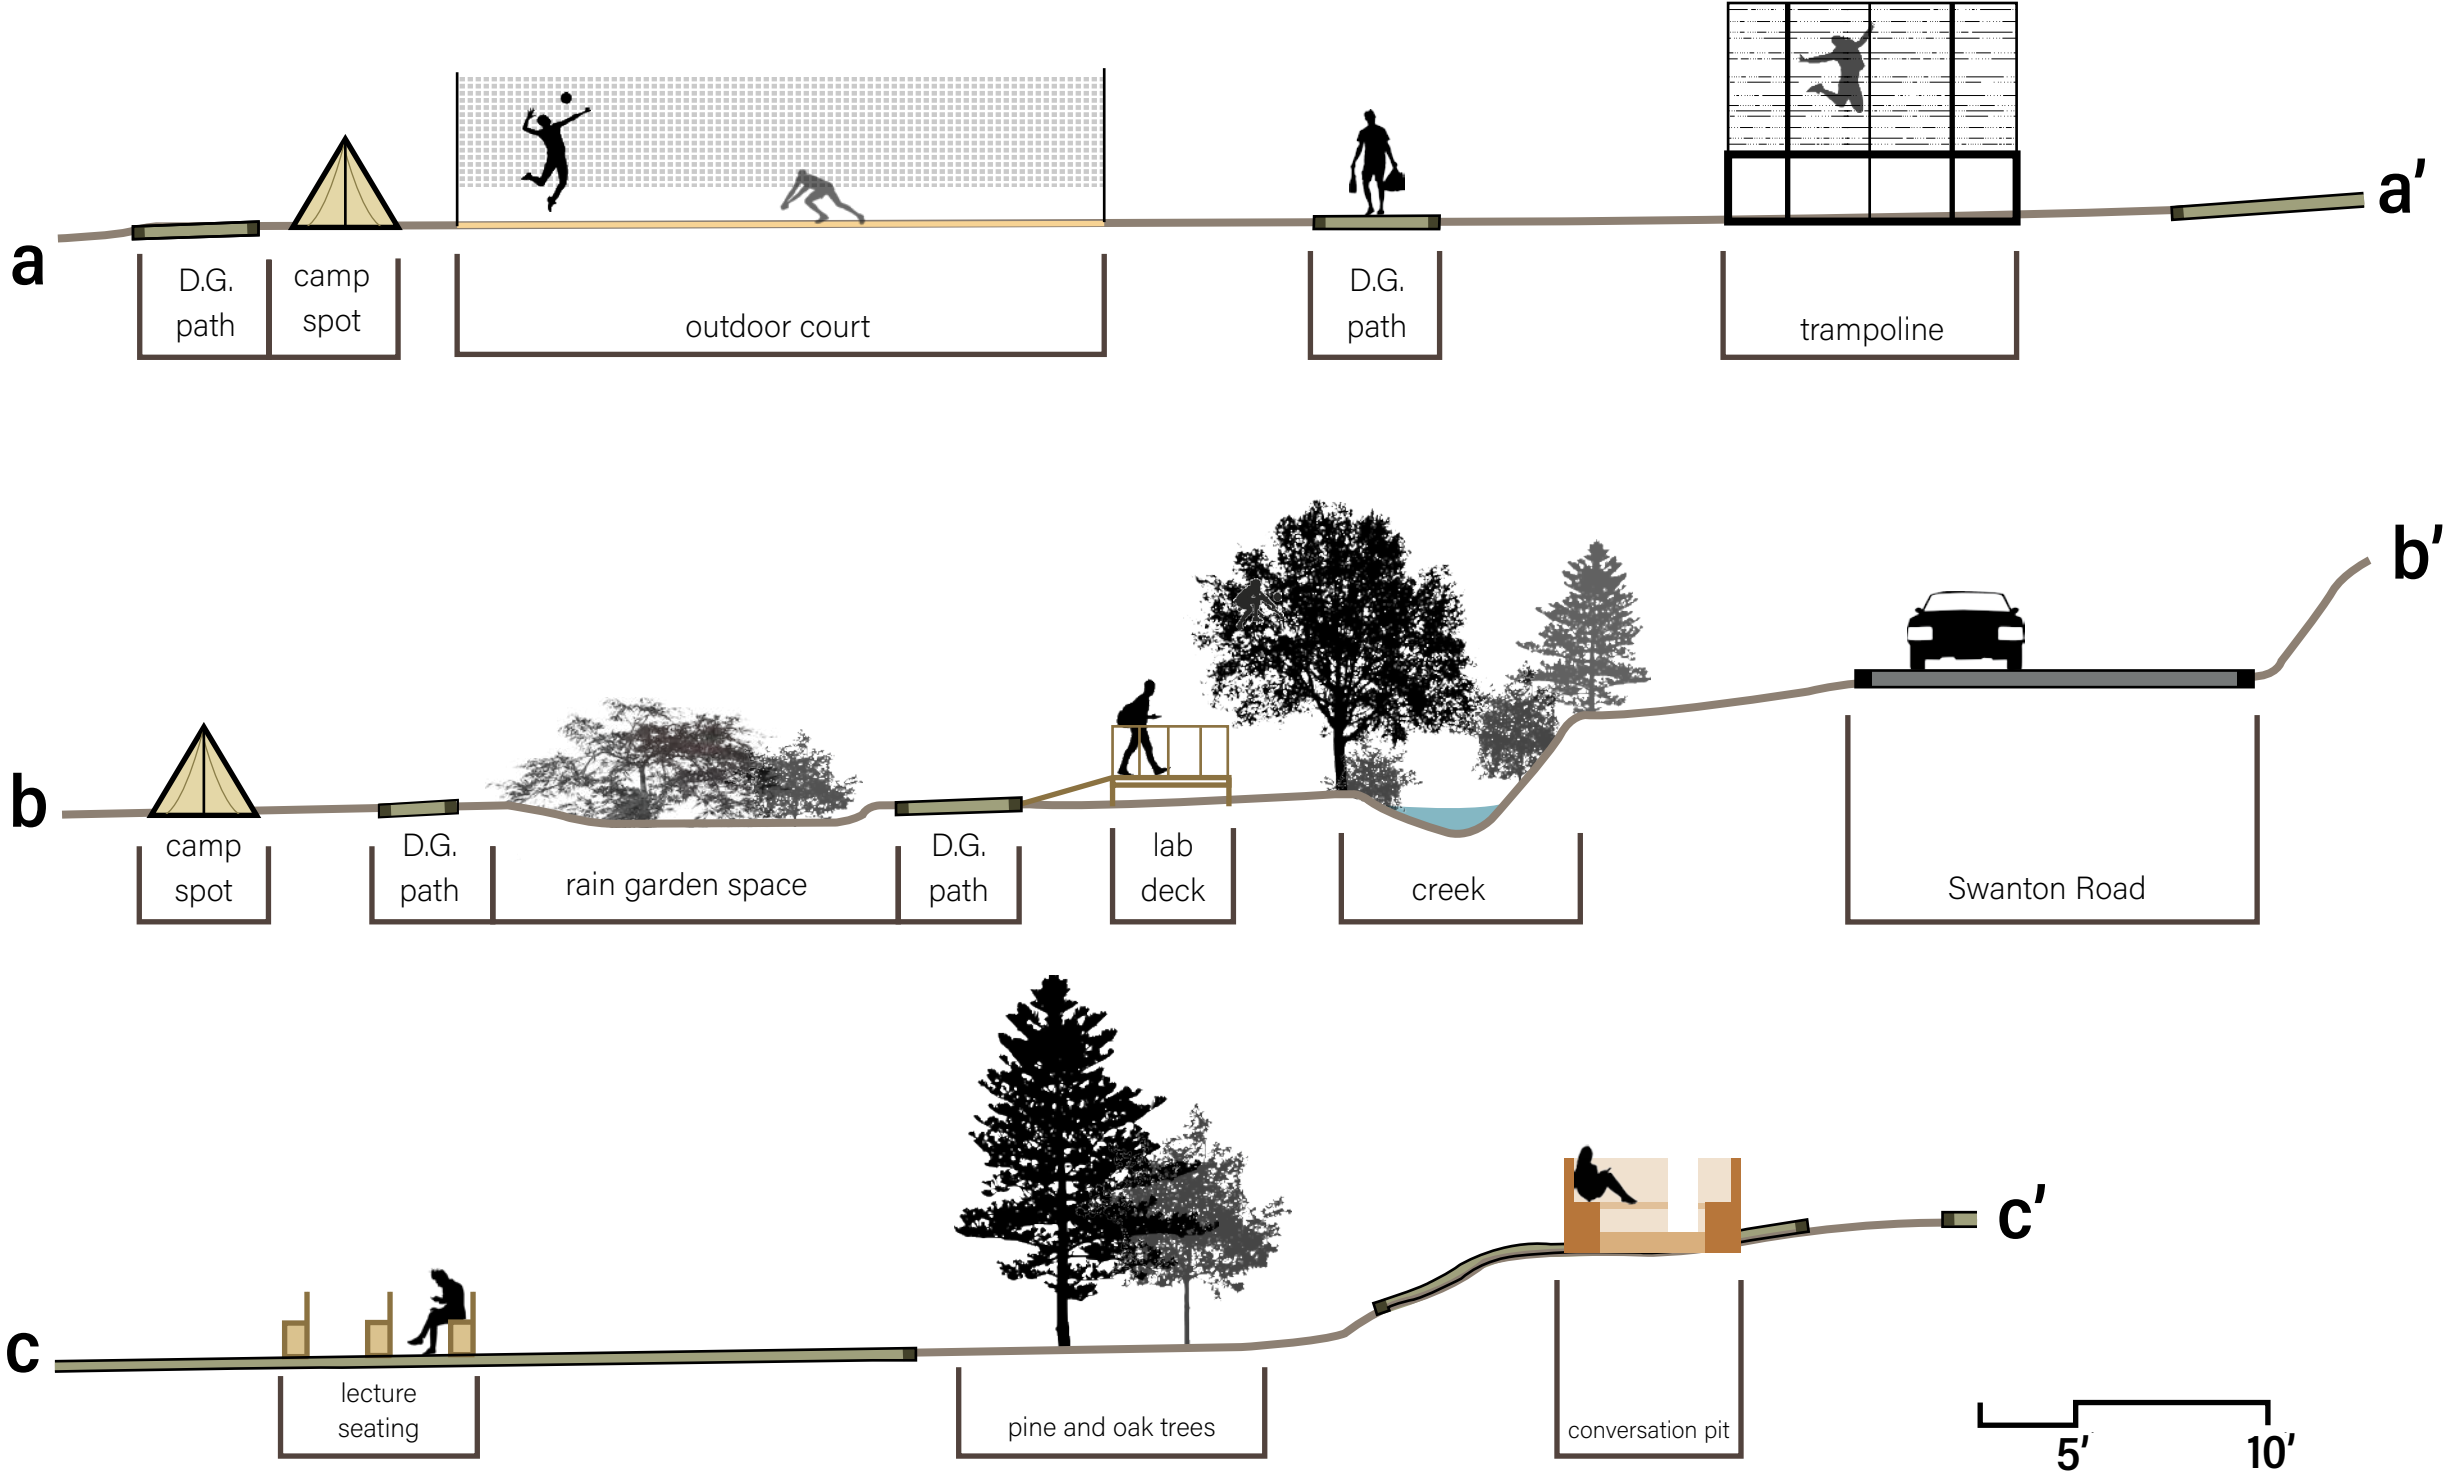 a
a'
D.G.
path
camp
spot
outdoor court
D.G.
path
trampoline
b
b'
camp
spot
D.G.
path
rain garden space
D.G.
path
lab
deck
creek
Swanton Road
c
c'
lecture
seating
pine and oak trees
conversation pit
5'
10'